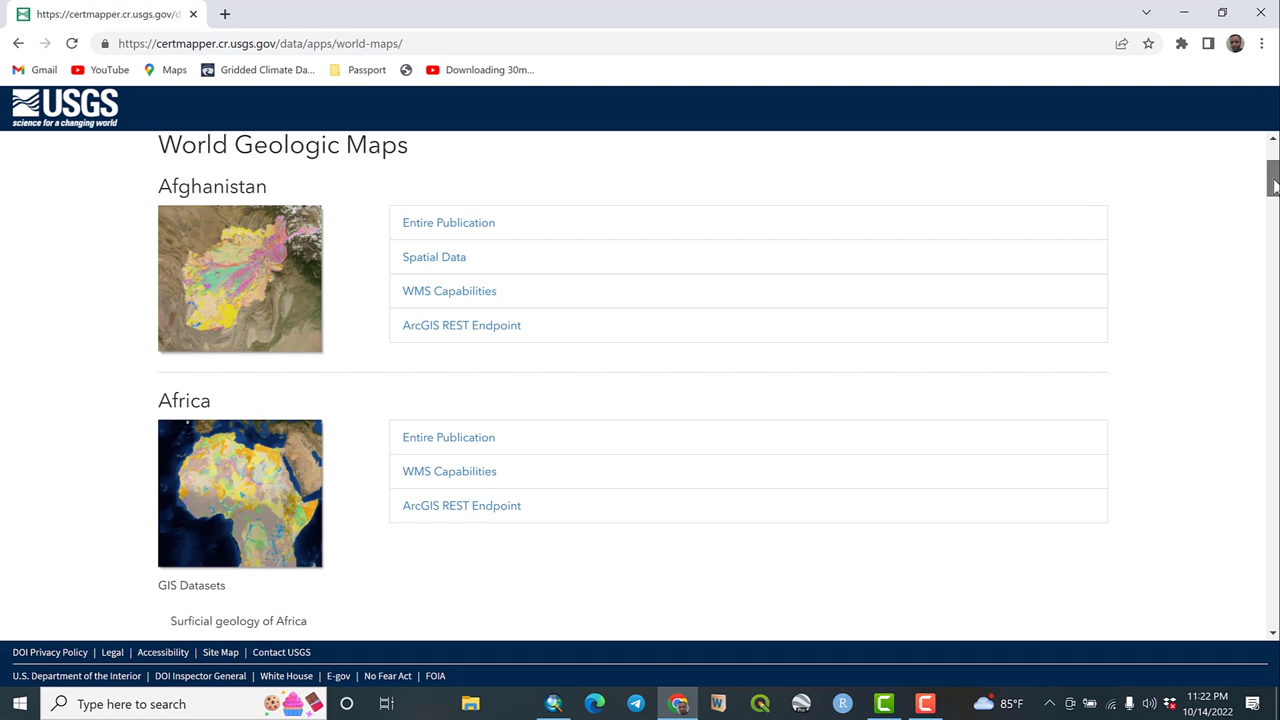 https://certmapper.cr.usgs.gov/d
https://certmapper.cr.usgs.gov/data/apps/world-maps/
Gmail
YouTube
Maps
Gridded Climate Da...
Passport
Downloading 30m...
USGS
science for a changing world
World Geologic Maps
Afghanistan
Entire Publication
Spatial Data
WMS Capabilities
ArcGIS REST Endpoint
Africa
Entire Publication
WMS Capabilities
ArcGIS REST Endpoint
GIS Datasets
Surficial geology of Africa
DOI Privacy Policy | Legal | Accessibility | Site Map | Contact USGS
U.S. Department of the Interior | DOI Inspector General | White House | E-gov | No Fear Act | FOIA
Type here to search
11:22 PM
10/14/2022